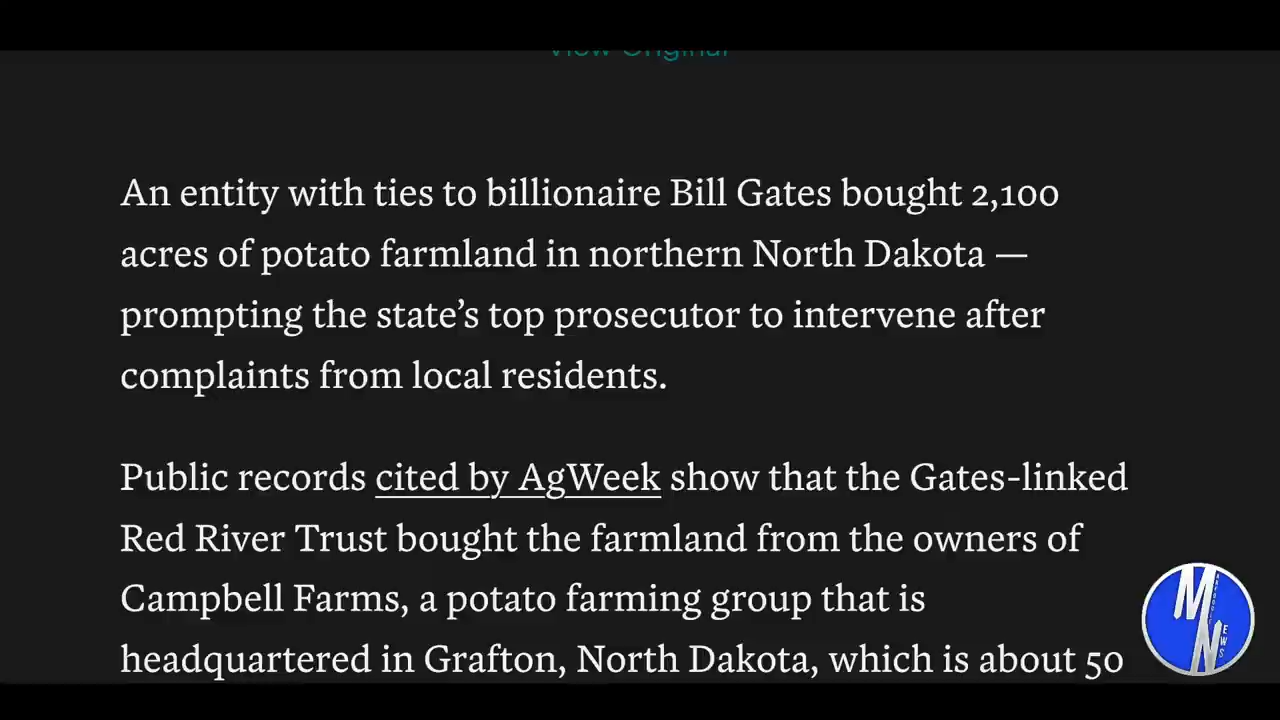 View Original
An entity with ties to billionaire Bill Gates bought 2,100
acres of potato farmland in northern North Dakota —
prompting the state’s top prosecutor to intervene after
complaints from local residents.
Public records cited by AgWeek show that the Gates-linked
Red River Trust bought the farmland from the owners of
Campbell Farms, a potato farming group that is
headquartered in Grafton, North Dakota, which is about 50
M
N
EWS